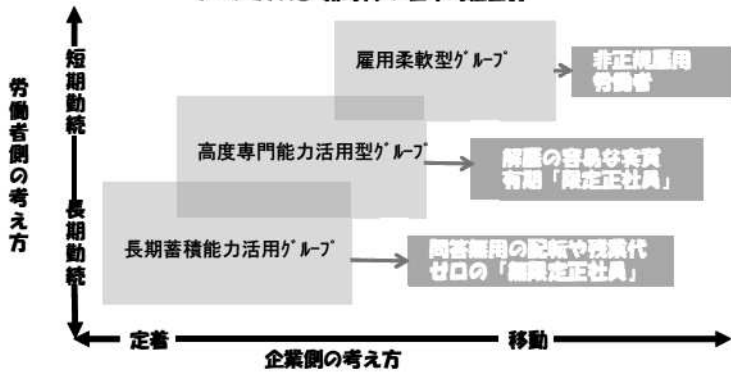 雇用柔軟型ｸﾞﾙｰﾌﾟ
非正規雇用
労働者
高度専門能力活用型ｸﾞﾙｰﾌﾟ
解雇の容易な実質
有期「限定正社員」
長期蓄積能力活用ｸﾞﾙｰﾌﾟ
問答無用の配転や残業代
ゼロの「無限定正社員」
労働者側の考え方
短期勤続
長期勤続
定着
移動
企業側の考え方